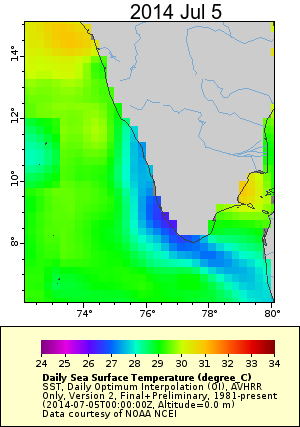 2014 Jul 5
14°
12°
10°
8°
74° 76° 78° 80°
24 25 26 27 28 29 30 31 32 33 34
Daily Sea Surface Temperature (degree_C)
SST, Daily Optimum Interpolation (OI), AVHRR
Only, Version 2, Final+Preliminary, 1981-present
(2014-07-05T00:00:00Z, Altitude=0.0 m)
Data courtesy of NOAA NCEI